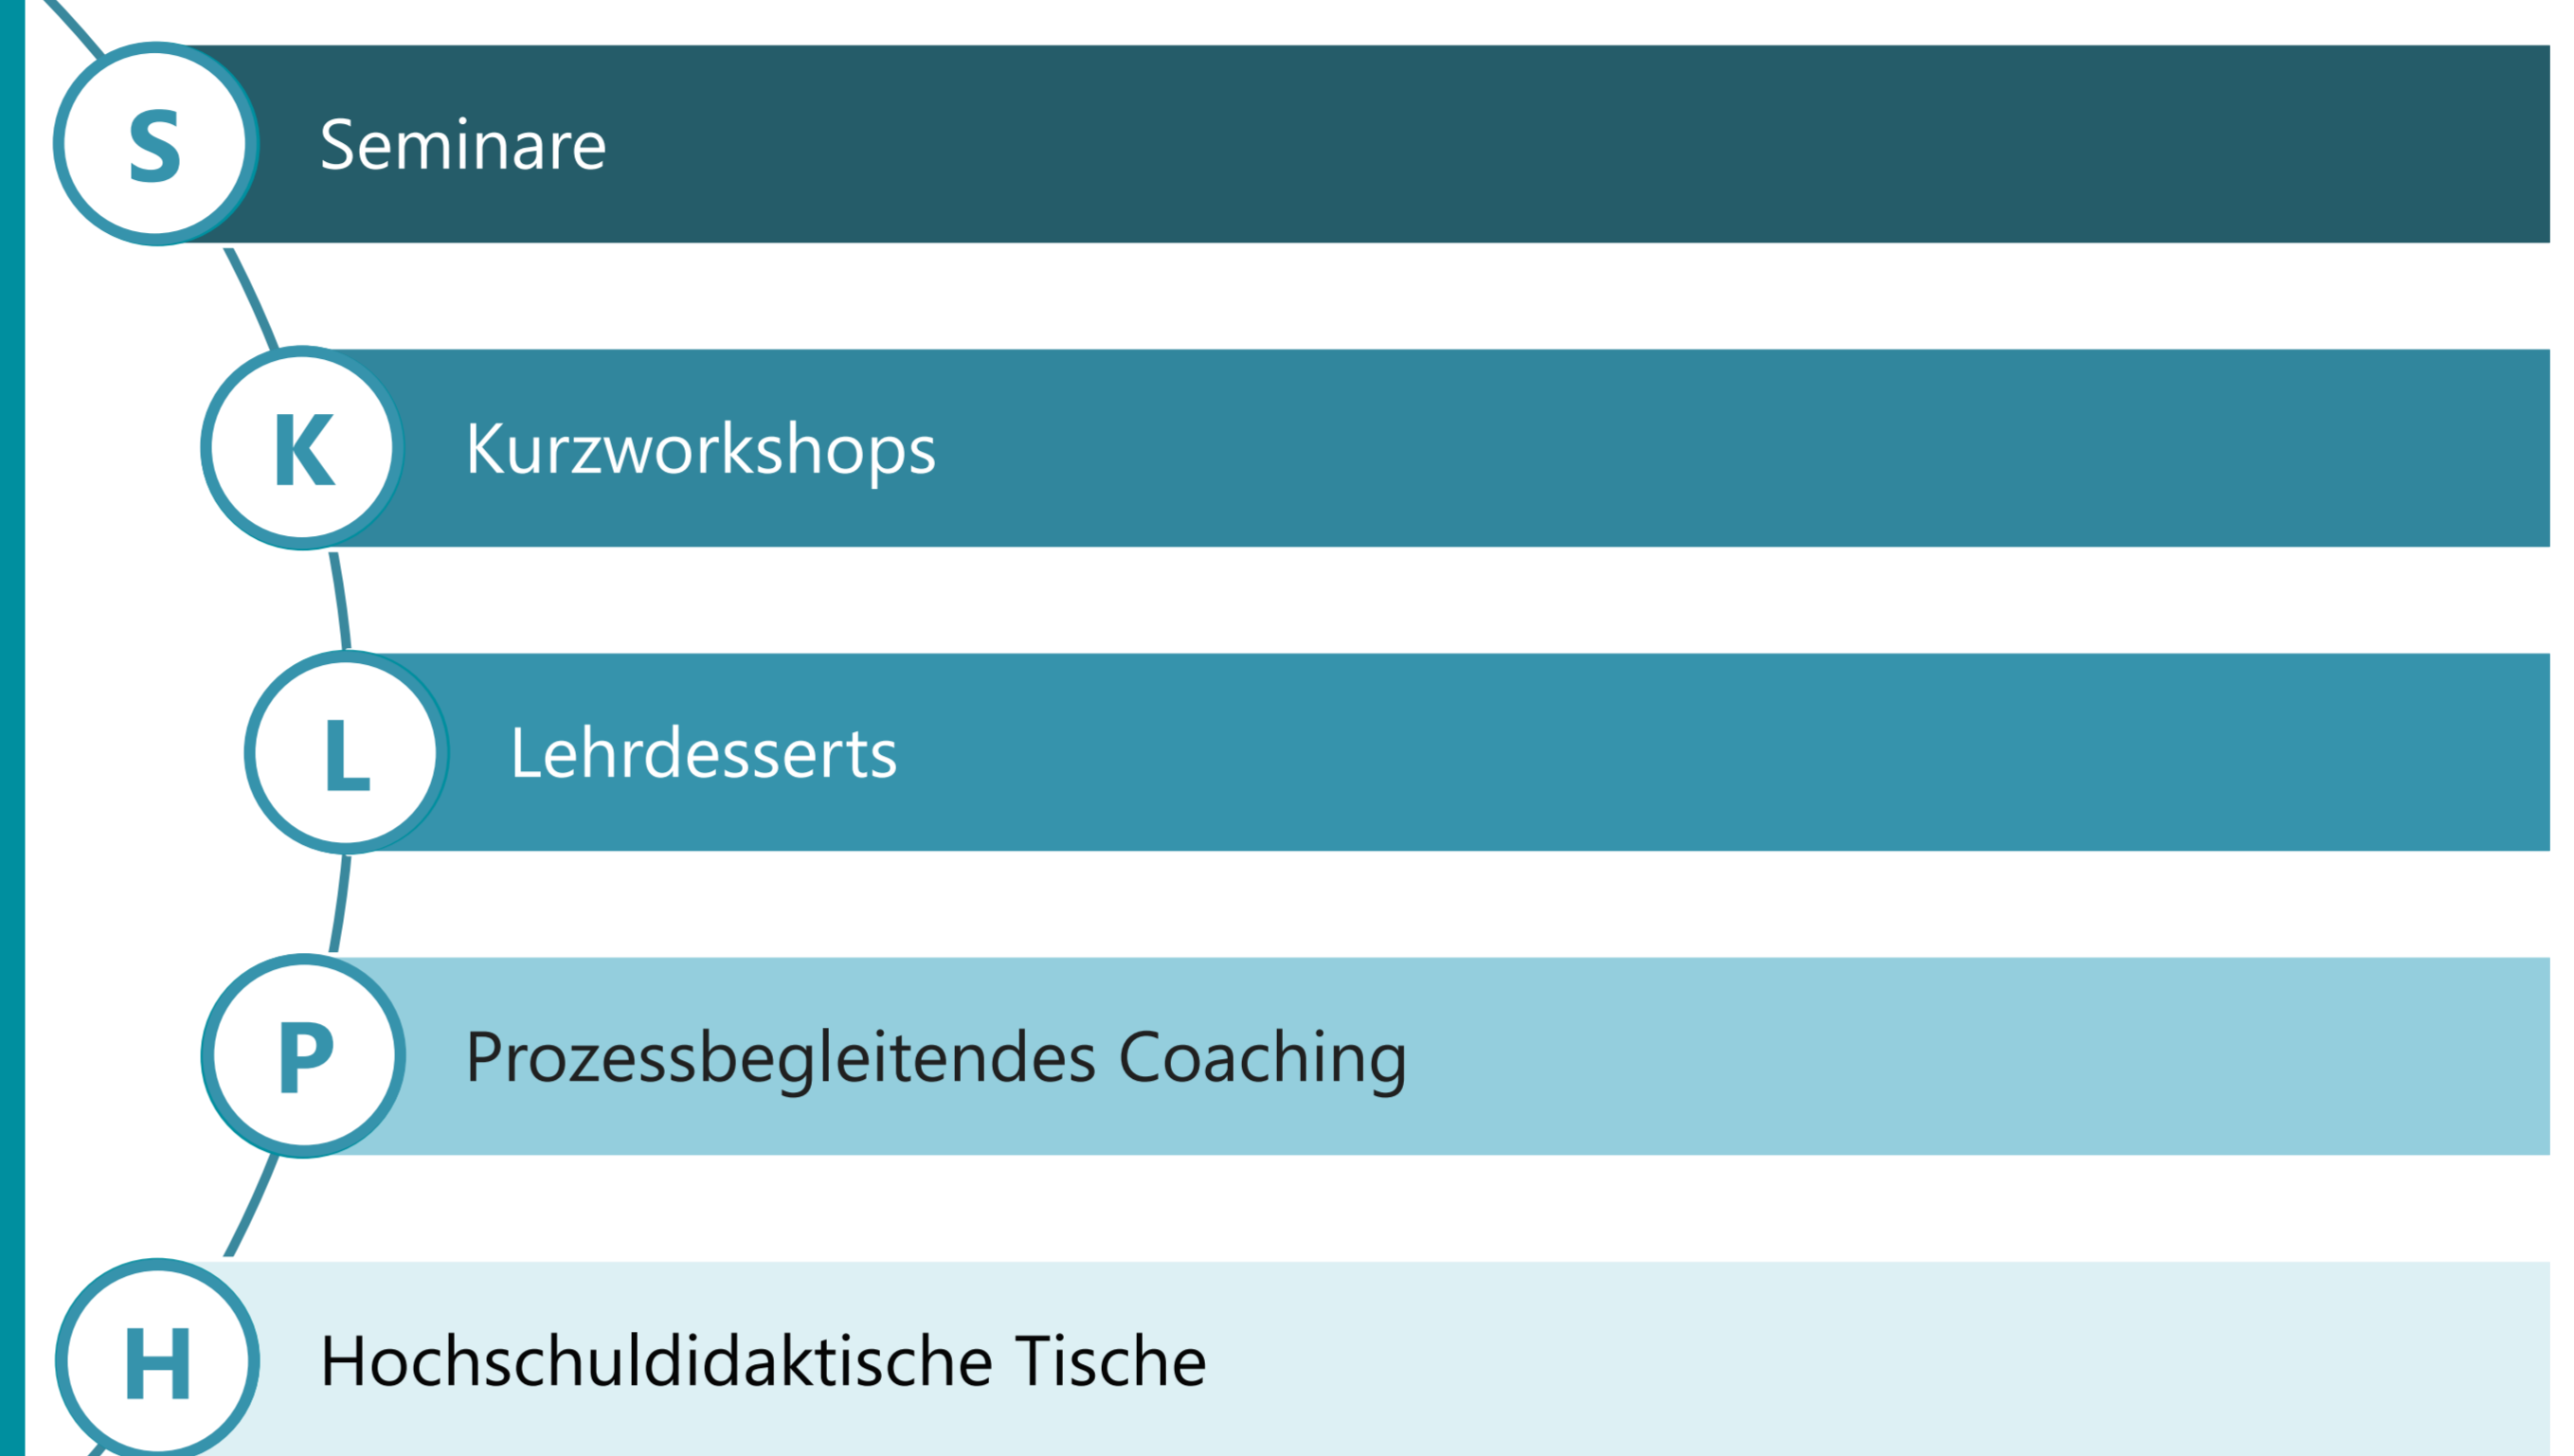 S Seminare
K Kurzworkshops
L Lehrdesserts
P Prozessbegleitendes Coaching
H Hochschuldidaktische Tische